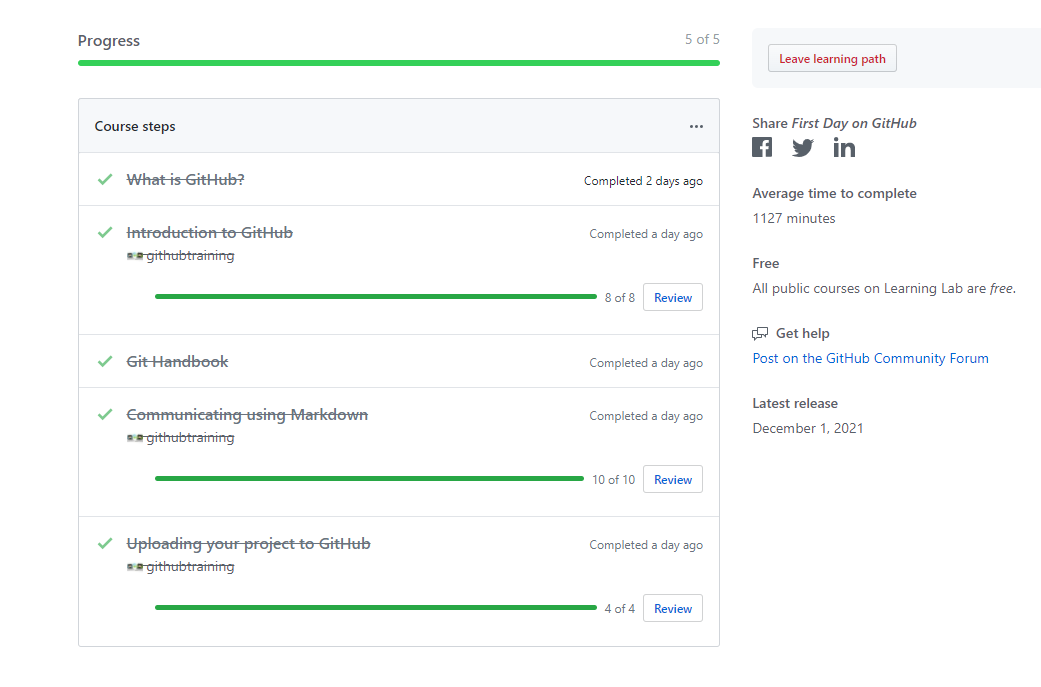 Progress
5 of 5
Course steps
What is GitHub?
Completed 2 days ago
Introduction to GitHub
Completed a day ago
githubtraining
8 of 8
Review
Git Handbook
Completed a day ago
Communicating using Markdown
Completed a day ago
githubtraining
10 of 10
Review
Uploading your project to GitHub
Completed a day ago
githubtraining
4 of 4
Review
Leave learning path
Share First Day on GitHub
Average time to complete
1127 minutes
Free
All public courses on Learning Lab are free.
Get help
Post on the GitHub Community Forum
Latest release
December 1, 2021